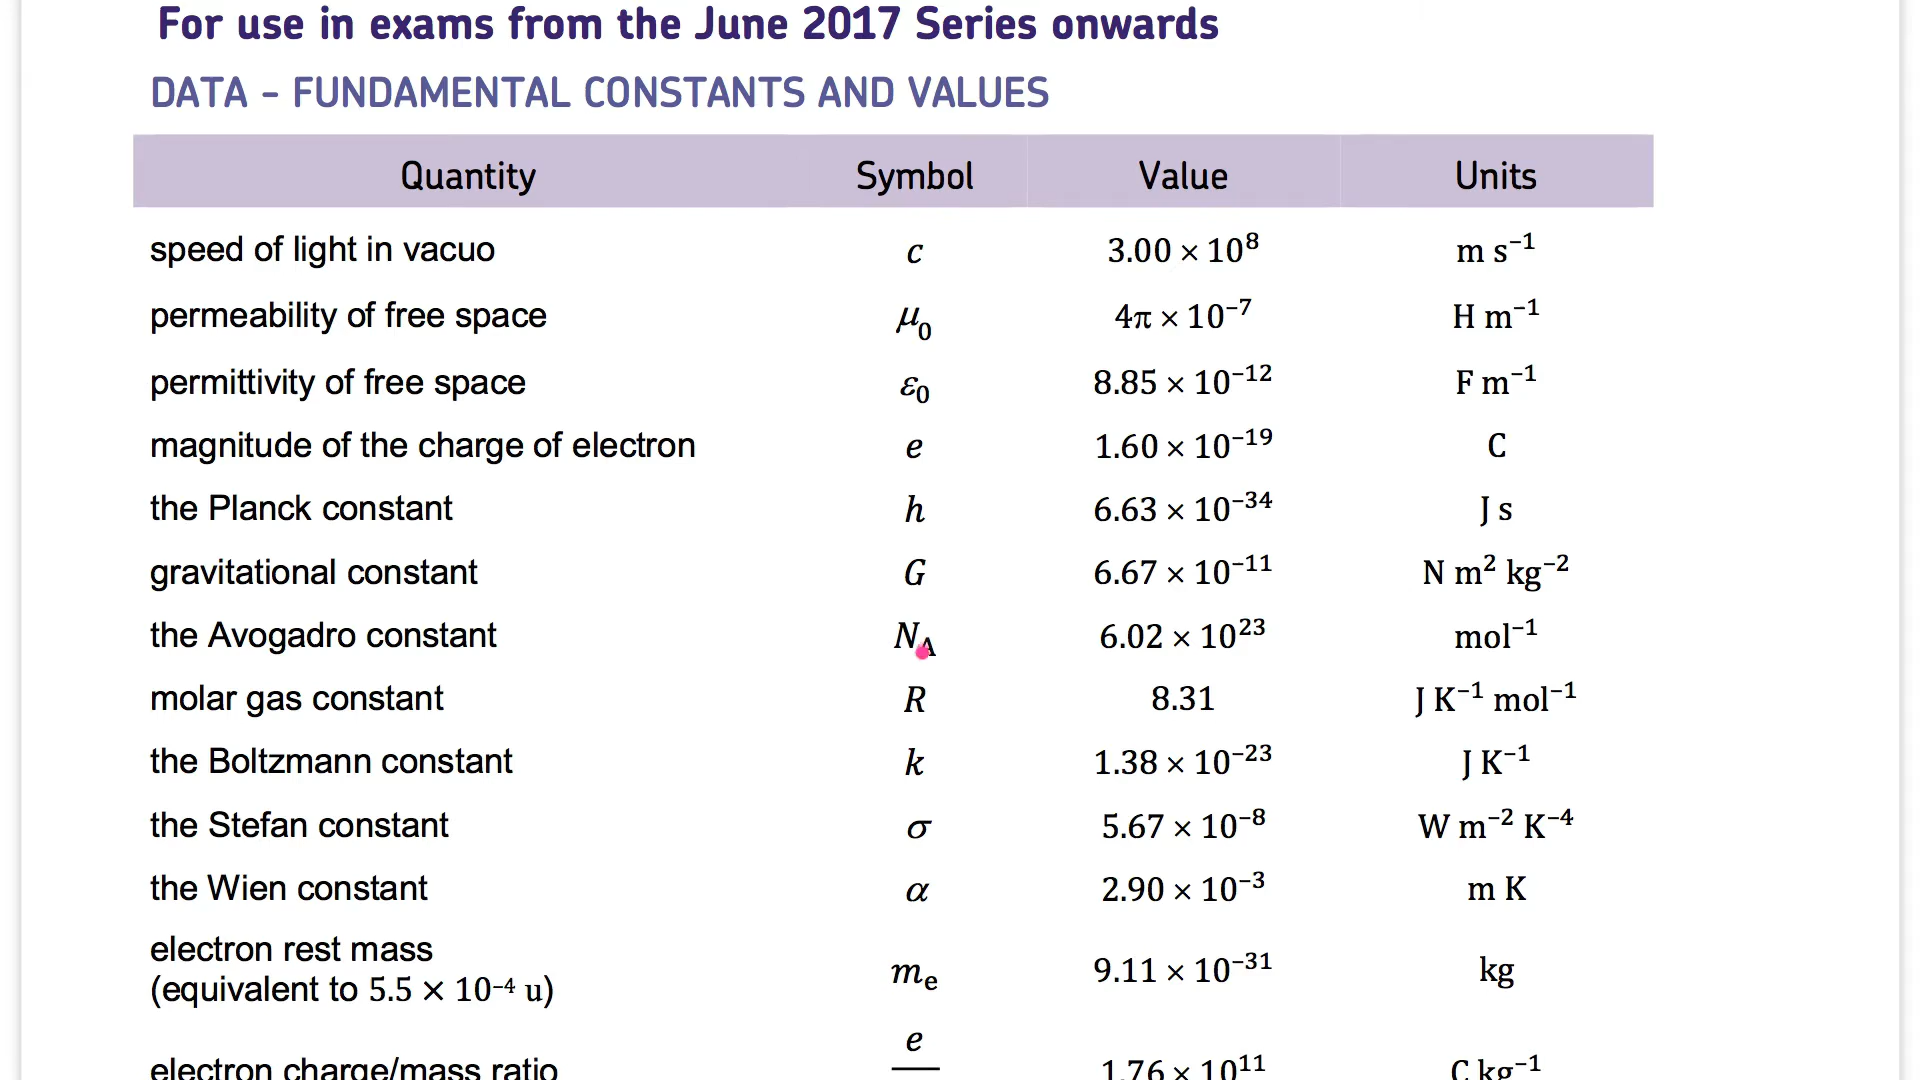 For use in exams from the June 2017 Series onwards
DATA – FUNDAMENTAL CONSTANTS AND VALUES
Quantity Symbol Value Units
speed of light in vacuo c 3.00 × 10⁸ m s⁻¹
permeability of free space μ₀ 4π × 10⁻⁷ H m⁻¹
permittivity of free space ε₀ 8.85 × 10⁻¹² F m⁻¹
magnitude of the charge of electron e 1.60 × 10⁻¹⁹ C
the Planck constant h 6.63 × 10⁻³⁴ J s
gravitational constant G 6.67 × 10⁻¹¹ N m² kg⁻²
the Avogadro constant N_A 6.02 × 10²³ mol⁻¹
molar gas constant R 8.31 J K⁻¹ mol⁻¹
the Boltzmann constant k 1.38 × 10⁻²³ J K⁻¹
the Stefan constant σ 5.67 × 10⁻⁸ W m⁻² K⁻⁴
the Wien constant α 2.90 × 10⁻³ m K
electron rest mass
(equivalent to 5.5 × 10⁻⁴ u) mₑ 9.11 × 10⁻³¹ kg
electron charge/mass ratio e 1.76 × 10¹¹ C kg⁻¹